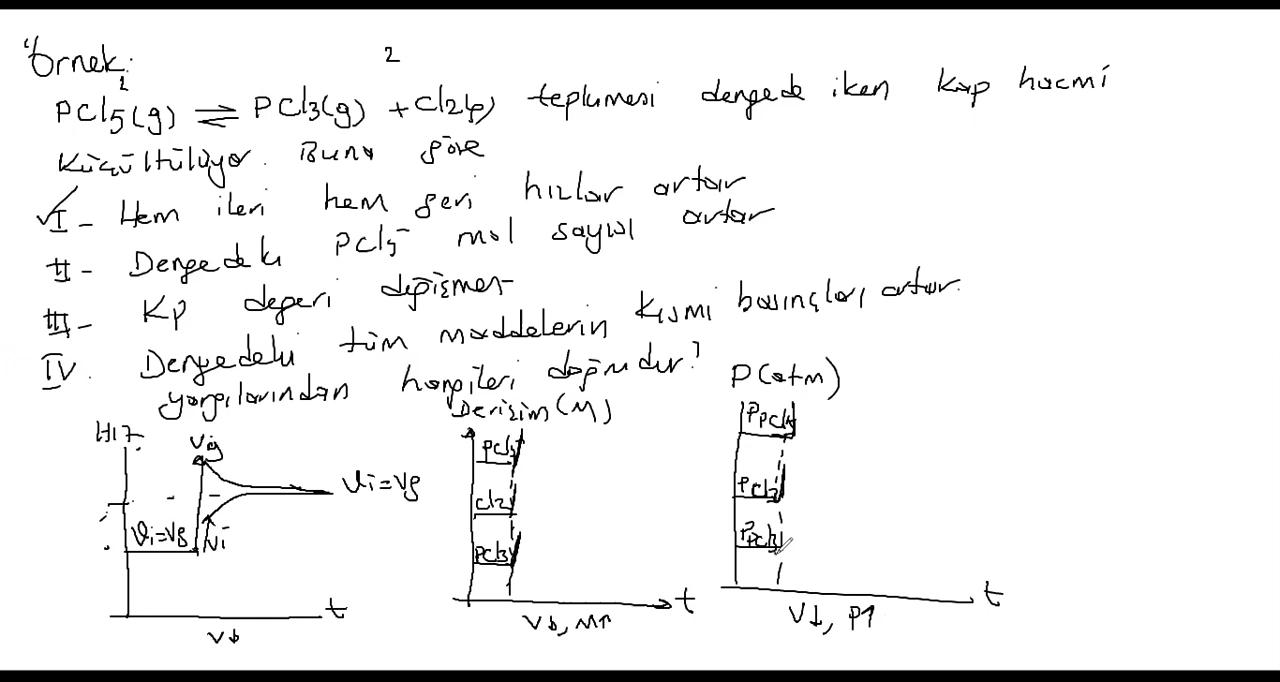 "Örnek:
1 2
PCl5(g) ⇌ PCl3(g) + Cl2(g) tepkimesi dengede iken kap hacmi
Küçültülüyor. Buna göre
✓ I - Hem ileri hem geri hızlar artar
II - Dengedeki PCl5 mol sayısı artar
III - Kp değeri değişmez
IV. Dengedeki tüm maddelerin kısmi basınçları artar.
yargılarından hangileri doğrudur?
HIZ
Vg
Vi=Vg
Vi
Vi=Vg
t
V↓
Derişim (M)
PCl5
Cl2
PCl3
t
V↓, M↑
P(atm)
PPCl5
PCl2
PPCl3
t
V↓, P↑